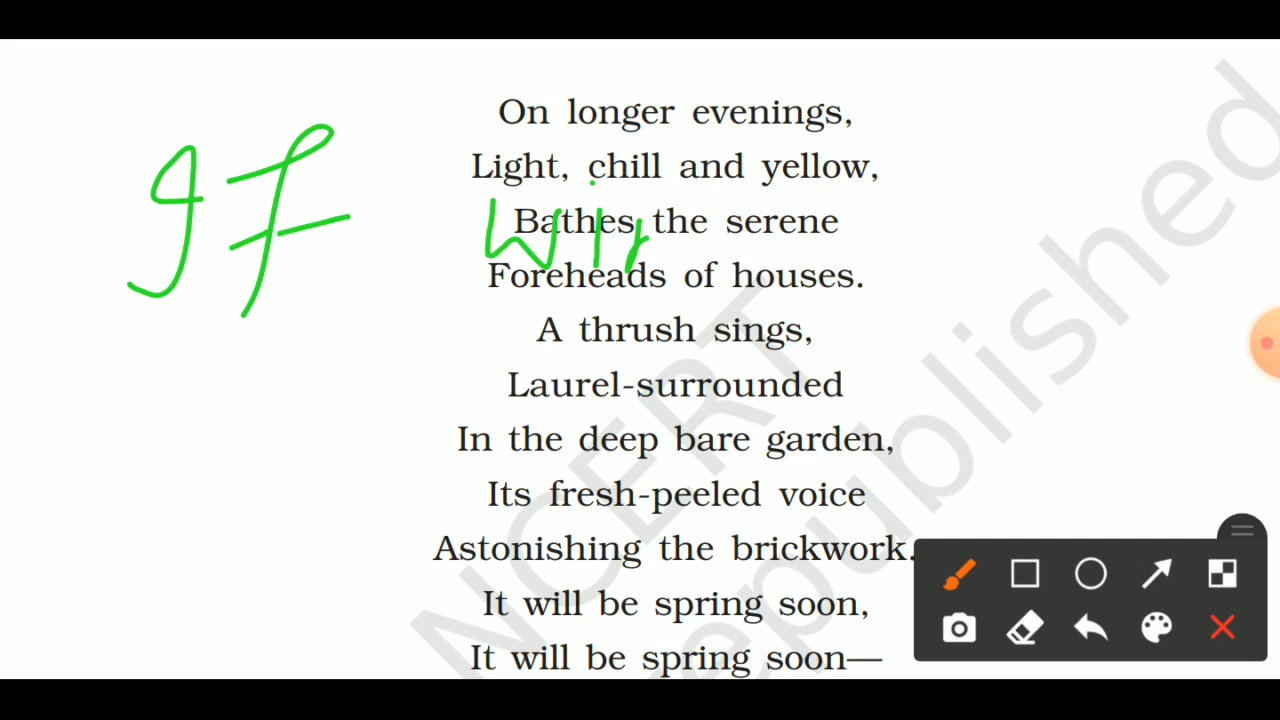 On longer evenings,
Light, chill and yellow,
Bathes the serene
Foreheads of houses.
A thrush sings,
Laurel-surrounded
In the deep bare garden,
Its fresh-peeled voice
Astonishing the brickwork.
It will be spring soon,
It will be spring soon—
NCERT
republished